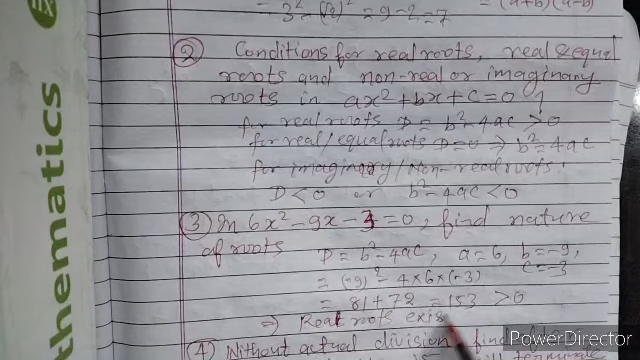 = 3² - (√2)² = 9 - 2 = 7 = (a+b)(a-b)
② Conditions for real roots, real & equal
roots and non-real or imaginary
roots in ax² + bx + c = 0
for real roots D = b² - 4ac > 0
for real/equal roots D = 0 ⇒ b² = 4ac
for imaginary/Non-real roots
D < 0 or b² - 4ac < 0
③ In 6x² - 9x - 3 = 0, find nature
of roots D = b² - 4ac, a = 6, b = -9,
c = -3
= (-9)² - 4×6×(-3)
= 81 + 72 = 153 > 0
⇒ Real roots exis
④ Without actual division find if
thematics
PowerDirector